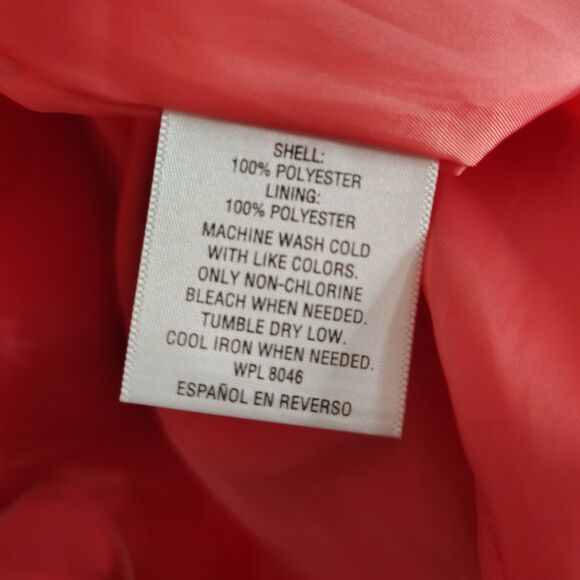 SHELL:
100% POLYESTER
LINING:
100% POLYESTER
MACHINE WASH COLD
WITH LIKE COLORS.
ONLY NON-CHLORINE
BLEACH WHEN NEEDED.
TUMBLE DRY LOW.
COOL IRON WHEN NEEDED.
WPL 8046
ESPAÑOL EN REVERSO